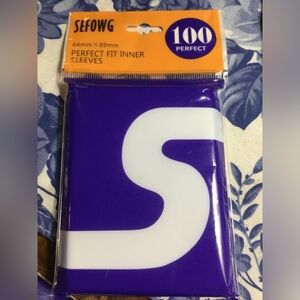 SEFOWG
100
PERFECT
64mm×89mm
PERFECT FIT INNER
SLEEVES
S